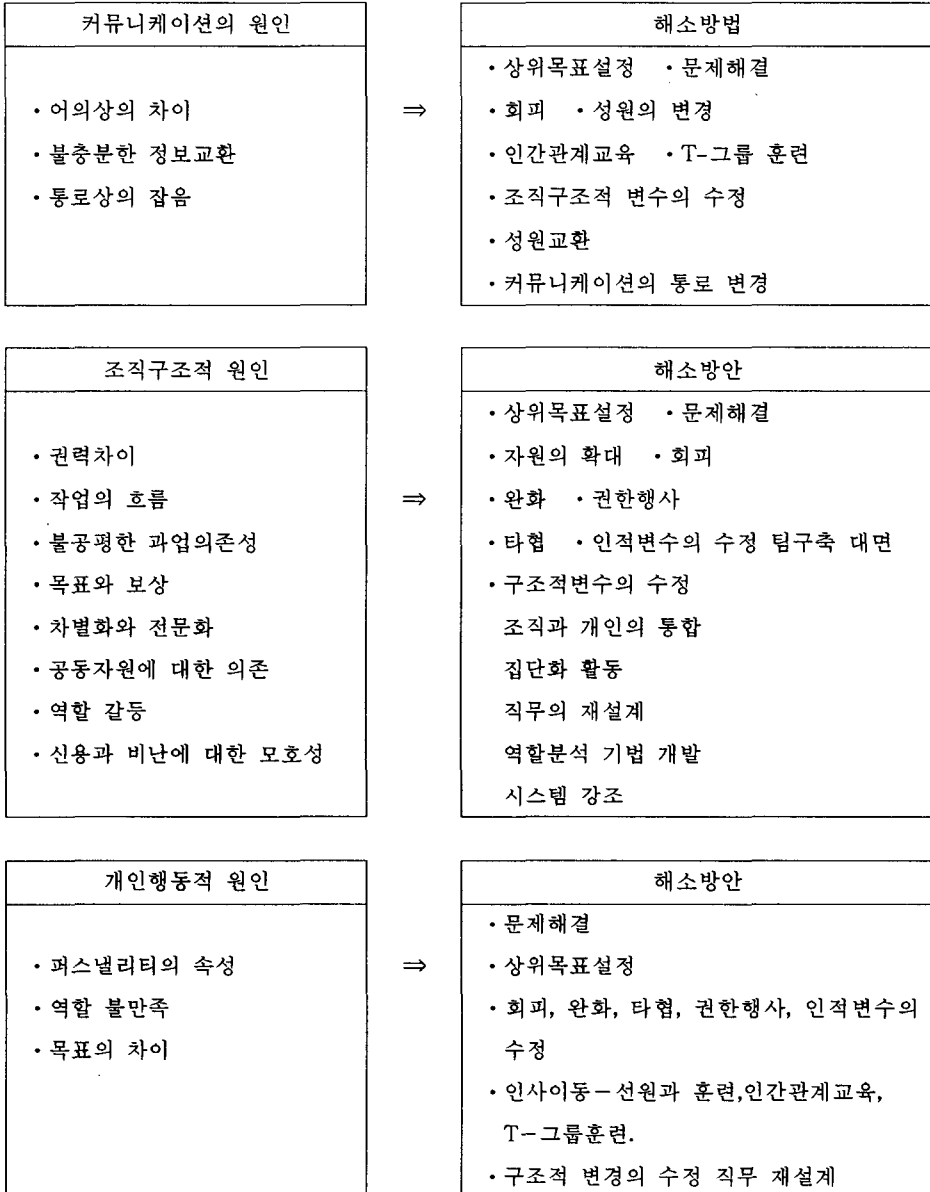 커뮤니케이션의 원인
・어의상의 차이
・불충분한 정보교환
・통로상의 잡음
⇒
해소방법
・상위목표설정 ・문제해결
・회피 ・성원의 변경
・인간관계교육 ・T-그룹 훈련
・조직구조적 변수의 수정
・성원교환
・커뮤니케이션의 통로 변경
조직구조적 원인
・권력차이
・작업의 흐름
・불공평한 과업의존성
・목표와 보상
・차별화와 전문화
・공동자원에 대한 의존
・역할 갈등
・신용과 비난에 대한 모호성
⇒
해소방안
・상위목표설정 ・문제해결
・자원의 확대 ・회피
・완화 ・권한행사
・타협 ・인적변수의 수정 팀구축 대면
・구조적변수의 수정
조직과 개인의 통합
집단화 활동
직무의 재설계
역할분석 기법 개발
시스템 강조
개인행동적 원인
・퍼스낼리티의 속성
・역할 불만족
・목표의 차이
⇒
해소방안
・문제해결
・상위목표설정
・회피, 완화, 타협, 권한행사, 인적변수의
수정
・인사이동-선원과 훈련,인간관계교육,
T-그룹훈련.
・구조적 변경의 수정 직무 재설계